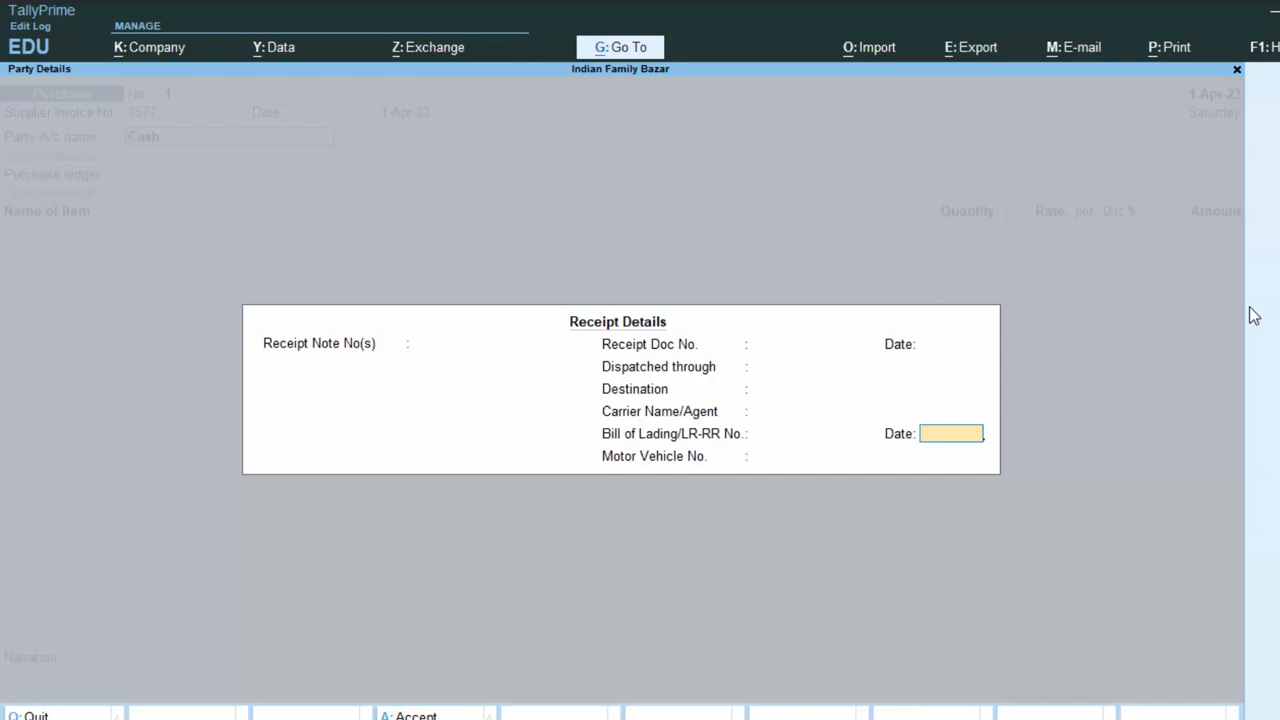 TallyPrime
Edit Log
MANAGE
EDU
K: Company
Y: Data
Z: Exchange
G: Go To
O: Import
E: Export
M: E-mail
P: Print
F1: H
Party Details
Indian Family Bazar
Purchase No. 1
1-Apr-23
Supplier Invoice No. 7577 Date 1-Apr-23
Saturday
Party A/c name Cash
Purchase ledger
Name of Item Quantity Rate per Disc % Amount
Receipt Details
Receipt Note No(s) : Receipt Doc No. : Date:
Dispatched through :
Destination :
Carrier Name/Agent :
Bill of Lading/LR-RR No. : Date:
Motor Vehicle No. :
Narration:
Q: Quit
A: Accept